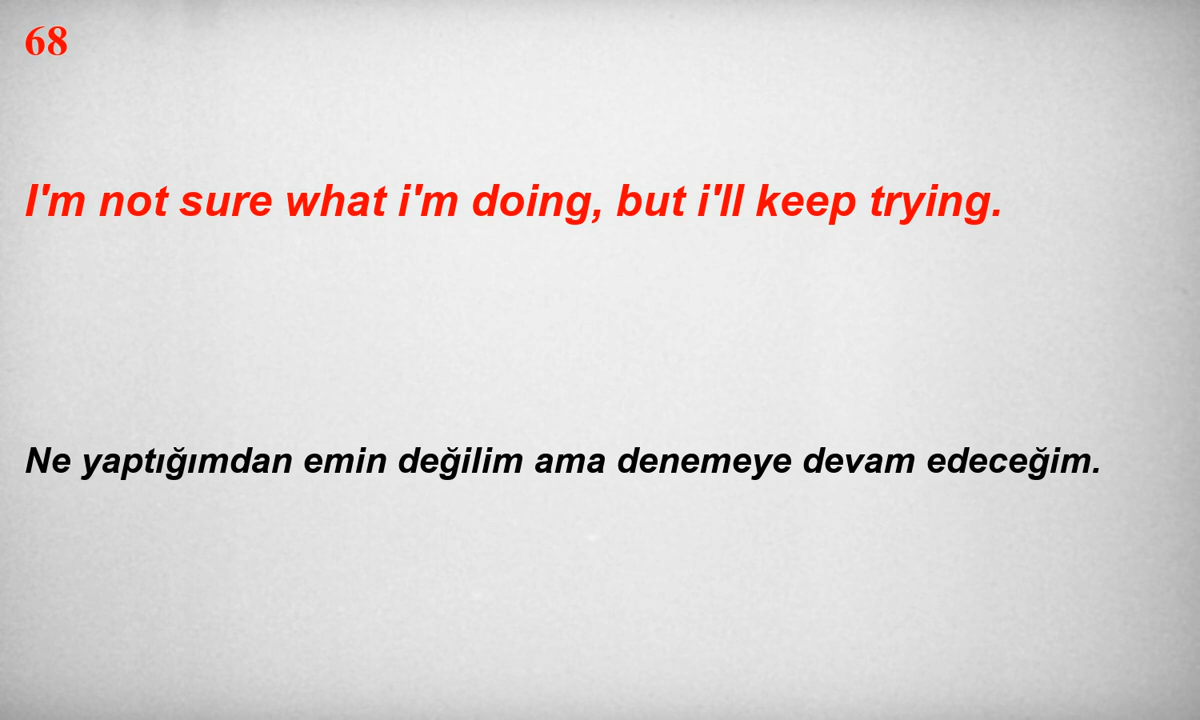 68
I'm not sure what i'm doing, but i'll keep trying.
Ne yaptığımdan emin değilim ama denemeye devam edeceğim.